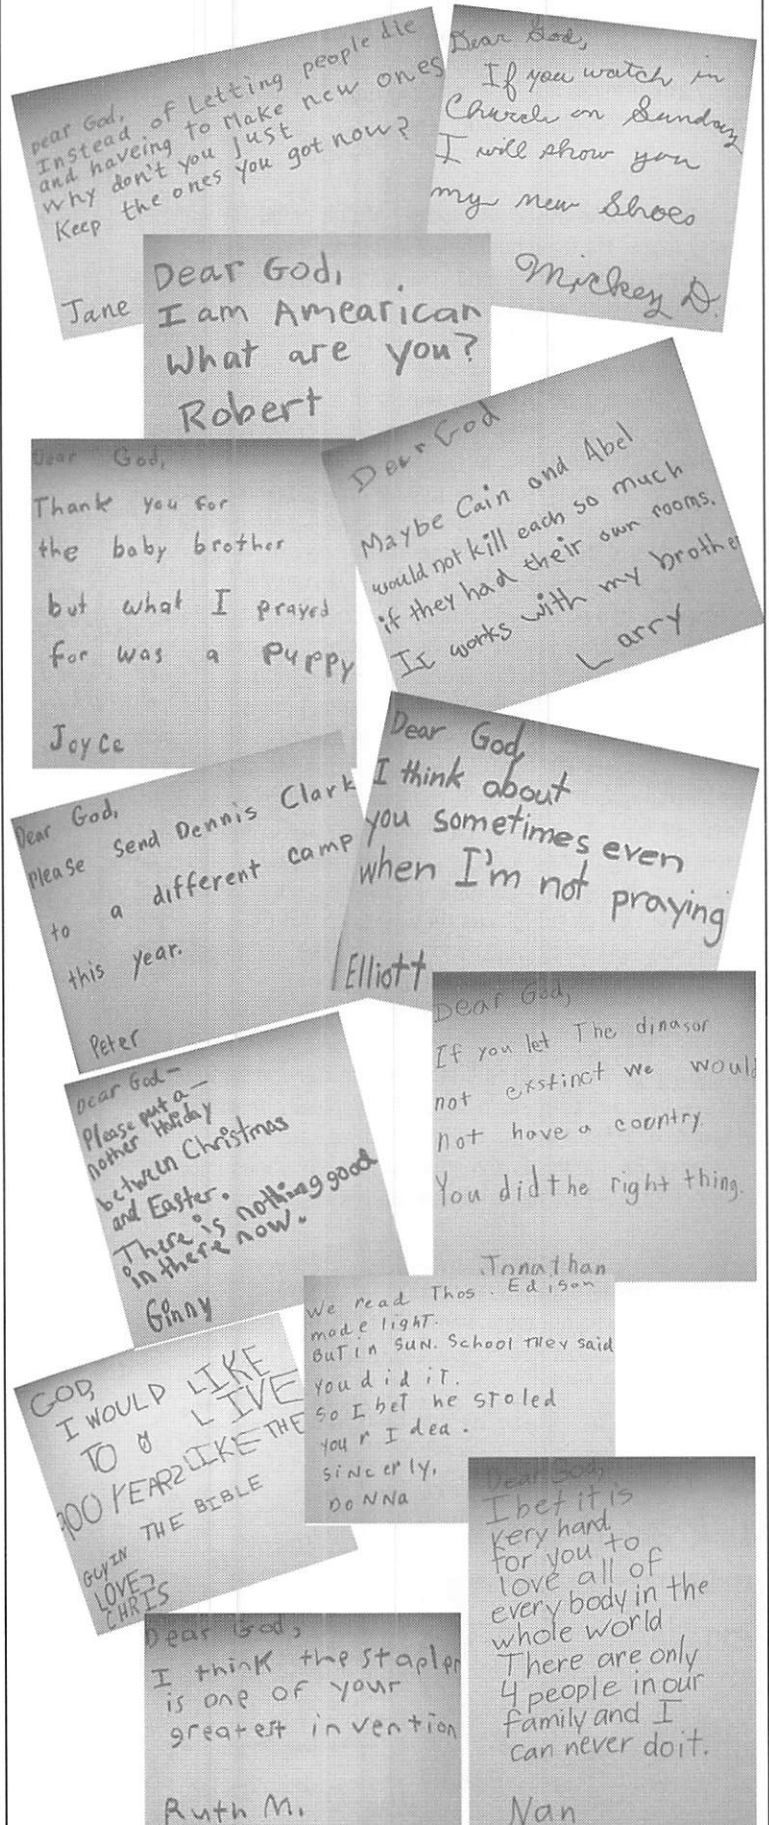 Dear God,
Instead of Letting people die
and haveing to Make new ones
why don't you just
Keep the ones you got now?
Jane
Dear God,
If you watch in
Church on Sunday
I will show you
my new Shoes
Mickey D.
Dear God,
I am Amearican
What are you?
Robert
Dear God,
Thank you for
the baby brother
but what I prayed
for was a puppy
Joyce
Dear God
Maybe Cain and Abel
would not kill each so much
if they had their own rooms.
It works with my brother
Larry
Dear God,
I think about
you sometimes even
when I'm not praying
Elliott
Dear God,
Please Send Dennis Clark
to a different camp
this year.
Peter
Dear God,
If you let The dinasor
not exstinct we would
not have a country.
You did the right thing.
Jonathan
Dear God-
Please put a-
nother Holiday
between Christmas
and Easter.
There is nothing good
in there now.
Ginny
We read Thos. Edison
made light.
BuT in SuN. School THey said
you did iT.
So I bet he sToled
your Idea.
SiNcerly,
DoNNa
GOD,
I WOULD LIKE
TO LIVE
900 YEARS LIKE THE
GUY IN THE BIBLE
LOVE,
CHRIS
Dear God,
I bet it is
very hard
for you to
love all of
every body in the
whole world
There are only
4 people in our
family and I
can never do it.
Nan
Dear God,
I think the stapler
is one of your
greatest invention
Ruth M.